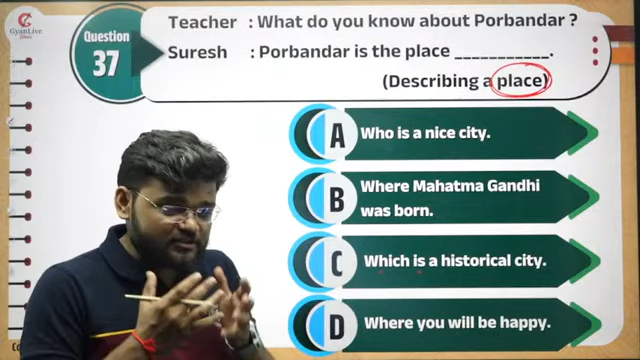 GyanLive
Question
37
Teacher : What do you know about Porbandar ?
Suresh : Porbandar is the place __________.
(Describing a place)
A Who is a nice city.
B Where Mahatma Gandhi
was born.
C Which is a historical city.
D Where you will be happy.